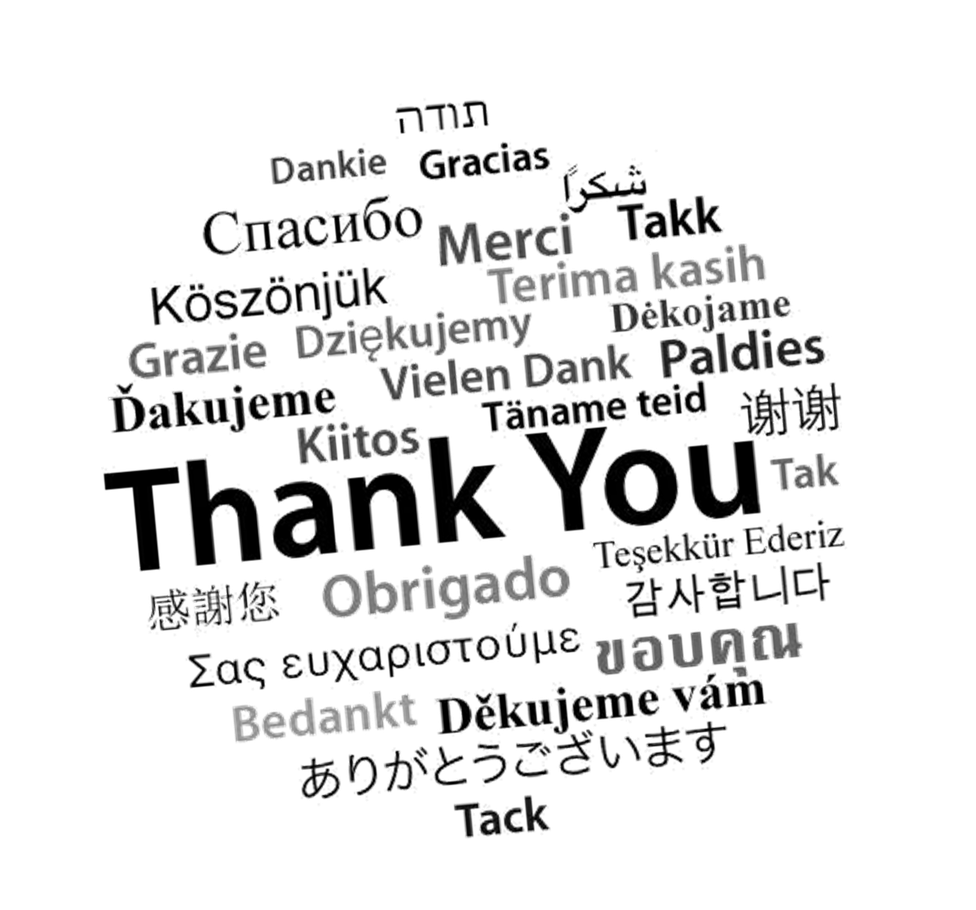 תודה
Dankie Gracias
شكراً
Спасибо Merci Takk
Köszönjük Terima kasih
Grazie Dziękujemy Dėkojame
Ďakujeme Vielen Dank Paldies
Kiitos Täname teid 谢谢
Thank You Tak
Teşekkür Ederiz
感謝您 Obrigado 감사합니다
Σας ευχαριστούμε ขอบคุณ
Bedankt Děkujeme vám
ありがとうございます
Tack